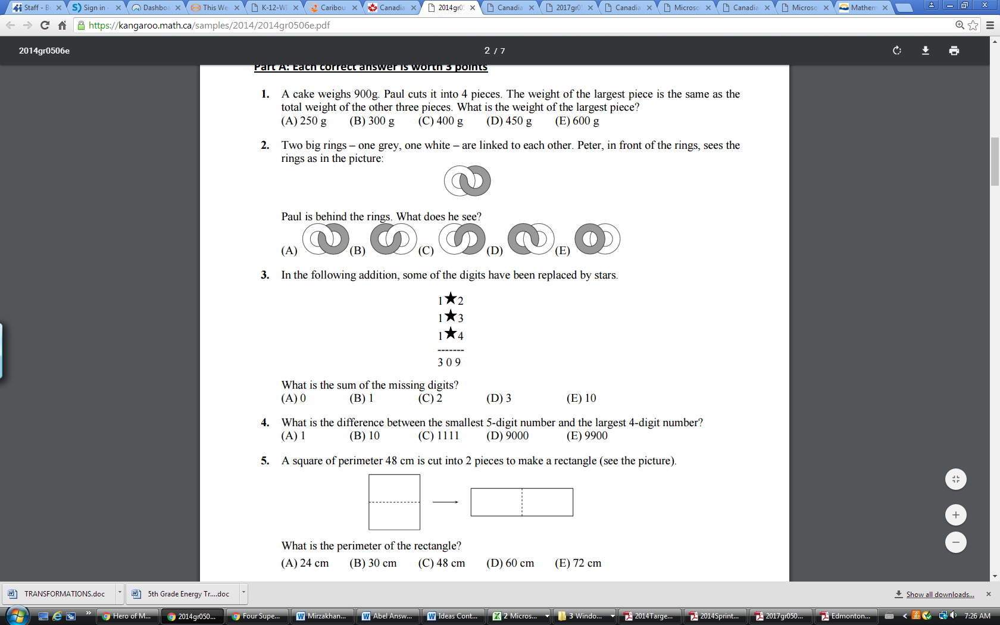 Staff - B
Sign in
Dashboa
This We
K-12-W
Caribou
Canadia
2014gr0
Canadia
2017gr0
Canadia
Microso
Canadia
Microso
Mathem
https://kangaroo.math.ca/samples/2014/2014gr0506e.pdf
2014gr0506e
2 / 7
Part A: Each correct answer is worth 3 points
1. A cake weighs 900g. Paul cuts it into 4 pieces. The weight of the largest piece is the same as the
total weight of the other three pieces. What is the weight of the largest piece?
(A) 250 g (B) 300 g (C) 400 g (D) 450 g (E) 600 g
2. Two big rings – one grey, one white – are linked to each other. Peter, in front of the rings, sees the
rings as in the picture:
Paul is behind the rings. What does he see?
(A) (B) (C) (D) (E)
3. In the following addition, some of the digits have been replaced by stars.
1★2
1★3
1★4
-------
3 0 9
What is the sum of the missing digits?
(A) 0 (B) 1 (C) 2 (D) 3 (E) 10
4. What is the difference between the smallest 5-digit number and the largest 4-digit number?
(A) 1 (B) 10 (C) 1111 (D) 9000 (E) 9900
5. A square of perimeter 48 cm is cut into 2 pieces to make a rectangle (see the picture).
What is the perimeter of the rectangle?
(A) 24 cm (B) 30 cm (C) 48 cm (D) 60 cm (E) 72 cm
TRANSFORMATIONS.doc
5th Grade Energy Tr....doc
Show all downloads...
Hero of M...
2014gr050...
Four Supe...
Mirzakhan...
Abel Answ...
Ideas Cont...
2 Micros...
3 Windo...
2014Targe...
2014Sprint...
2017gr050...
Edmonton...
7:26 AM